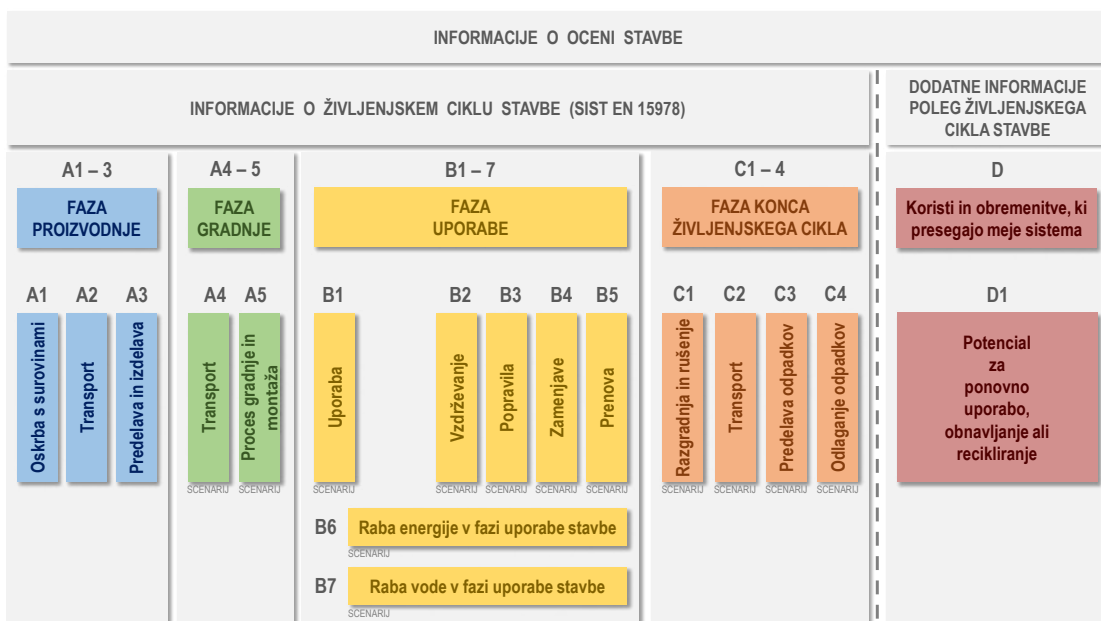 INFORMACIJE O OCENI STAVBE
INFORMACIJE O ŽIVLJENJSKEM CIKLU STAVBE (SIST EN 15978)
DODATNE INFORMACIJE
POLEG ŽIVLJENJSKEGA
CIKLA STAVBE
A1 – 3
A4 – 5
B1 – 7
C1 – 4
D
FAZA
PROIZVODNJE
FAZA
GRADNJE
FAZA
UPORABE
FAZA KONCA
ŽIVLJENJSKEGA CIKLA
Koristi in obremenitve, ki
presegajo meje sistema
A1
A2
A3
A4
A5
B1
B2
B3
B4
B5
C1
C2
C3
C4
D1
Oskrba s surovinami
Transport
Predelava in izdelava
Transport
Proces gradnje in
montaža
Uporaba
Vzdrževanje
Popravila
Zamenjave
Prenova
Razgradnja in rušenje
Transport
Predelava odpadkov
Odlaganje odpadkov
Potencial
za
ponovno
uporabo,
obnavljanje ali
recikliranje
SCENARIJ
SCENARIJ
SCENARIJ
SCENARIJ
SCENARIJ
SCENARIJ
SCENARIJ
SCENARIJ
SCENARIJ
SCENARIJ
SCENARIJ
B6
Raba energije v fazi uporabe stavbe
SCENARIJ
B7
Raba vode v fazi uporabe stavbe
SCENARIJ